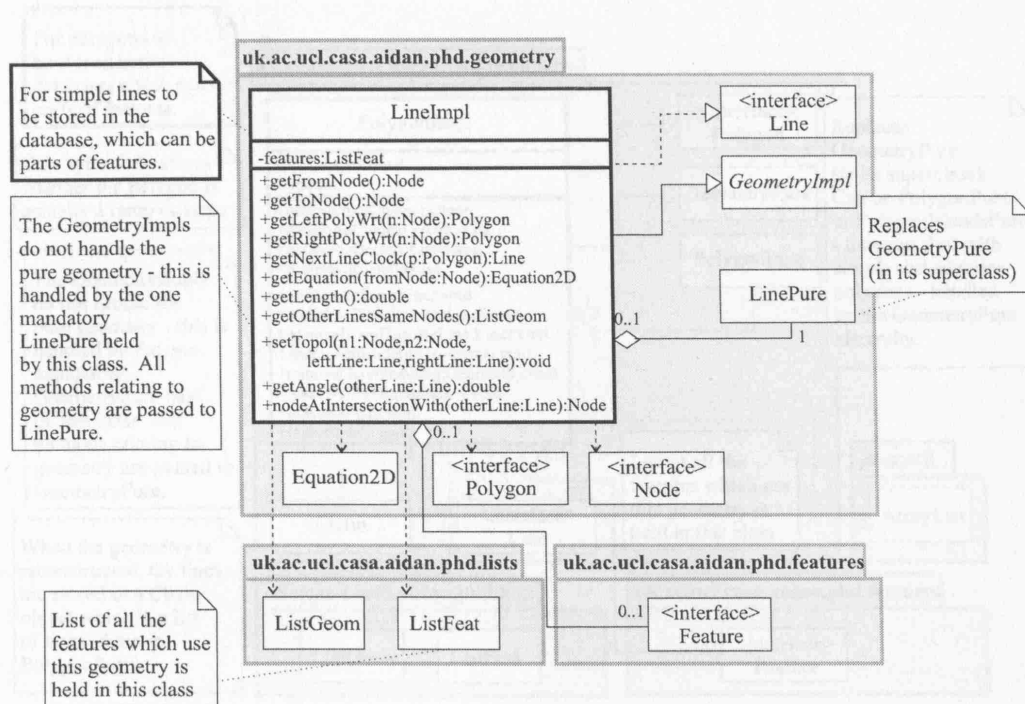 uk.ac.ucl.casa.aidan.phd.geometry
For simple lines to
be stored in the
database, which can be
parts of features.
LineImpl
-features:ListFeat
+getFromNode():Node
+getToNode():Node
+getLeftPolyWrt(n:Node):Polygon
+getRightPolyWrt(n:Node):Polygon
+getNextLineClock(p:Polygon):Line
+getEquation(fromNode:Node):Equation2D
+getLength():double
+getOtherLinesSameNodes():ListGeom
+setTopol(n1:Node,n2:Node,
leftLine:Line,rightLine:Line):void
+getAngle(otherLine:Line):double
+nodeAtIntersectionWith(otherLine:Line):Node
<interface>
Line
GeometryImpl
Replaces
GeometryPure
(in its superclass)
LinePure
0..1
1
The GeometryImpls
do not handle the
pure geometry - this is
handled by the one
mandatory
LinePure held
by this class. All
methods relating to
geometry are passed to
LinePure.
0..1
Equation2D
<interface>
Polygon
<interface>
Node
uk.ac.ucl.casa.aidan.phd.lists
ListGeom
ListFeat
uk.ac.ucl.casa.aidan.phd.features
0..1
<interface>
Feature
List of all the
features which use
this geometry is
held in this class